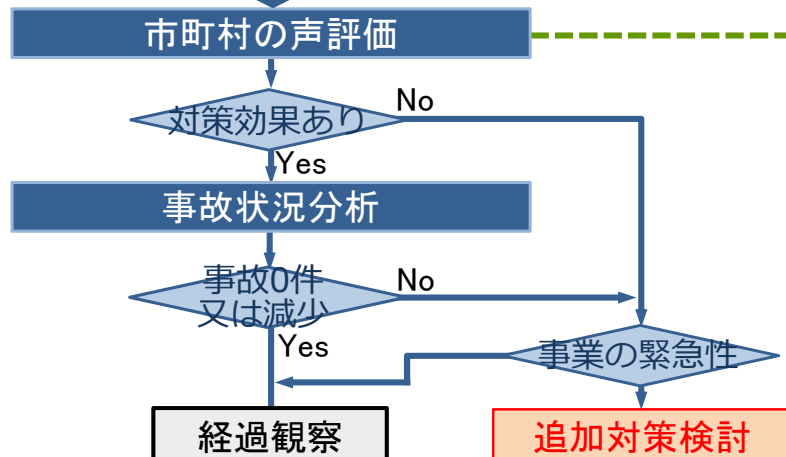 市町村の声評価
対策効果あり
No
Yes
事故状況分析
事故0件
又は減少
No
Yes
事業の緊急性
経過観察
追加対策検討